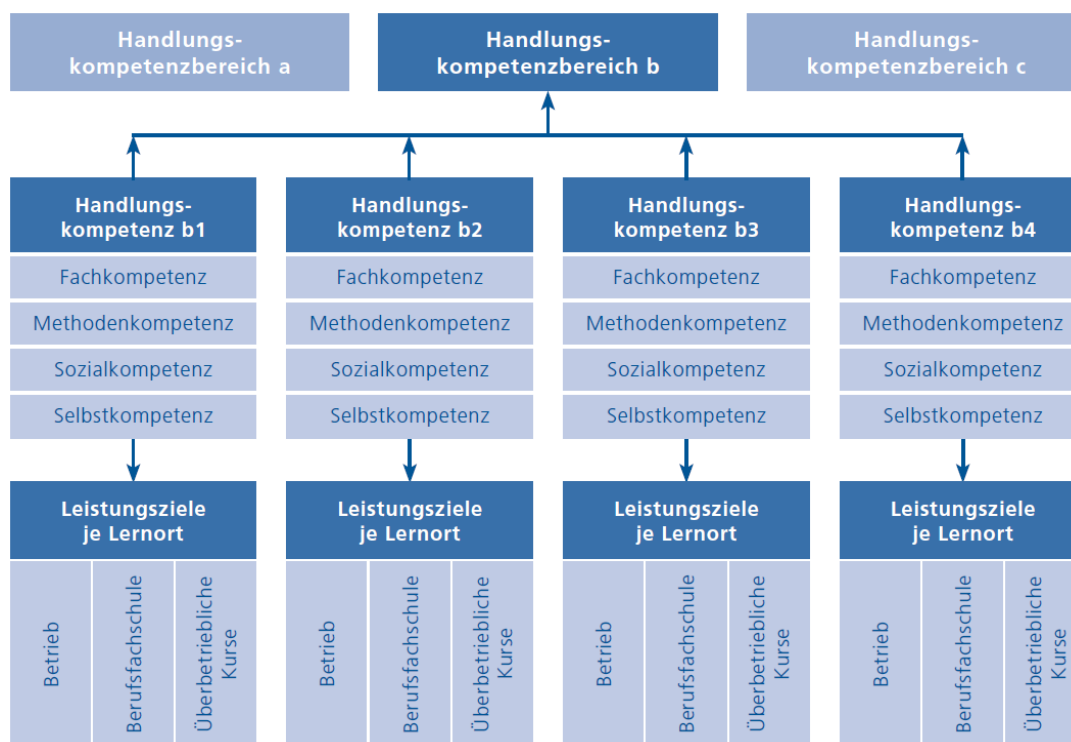 Handlungs-
kompetenzbereich a
Handlungs-
kompetenzbereich b
Handlungs-
kompetenzbereich c
Handlungs-
kompetenz b1
Fachkompetenz
Methodenkompetenz
Sozialkompetenz
Selbstkompetenz
Leistungsziele
je Lernort
Betrieb
Berufsfachschule
Überbetriebliche
Kurse
Handlungs-
kompetenz b2
Fachkompetenz
Methodenkompetenz
Sozialkompetenz
Selbstkompetenz
Leistungsziele
je Lernort
Betrieb
Berufsfachschule
Überbetriebliche
Kurse
Handlungs-
kompetenz b3
Fachkompetenz
Methodenkompetenz
Sozialkompetenz
Selbstkompetenz
Leistungsziele
je Lernort
Betrieb
Berufsfachschule
Überbetriebliche
Kurse
Handlungs-
kompetenz b4
Fachkompetenz
Methodenkompetenz
Sozialkompetenz
Selbstkompetenz
Leistungsziele
je Lernort
Betrieb
Berufsfachschule
Überbetriebliche
Kurse